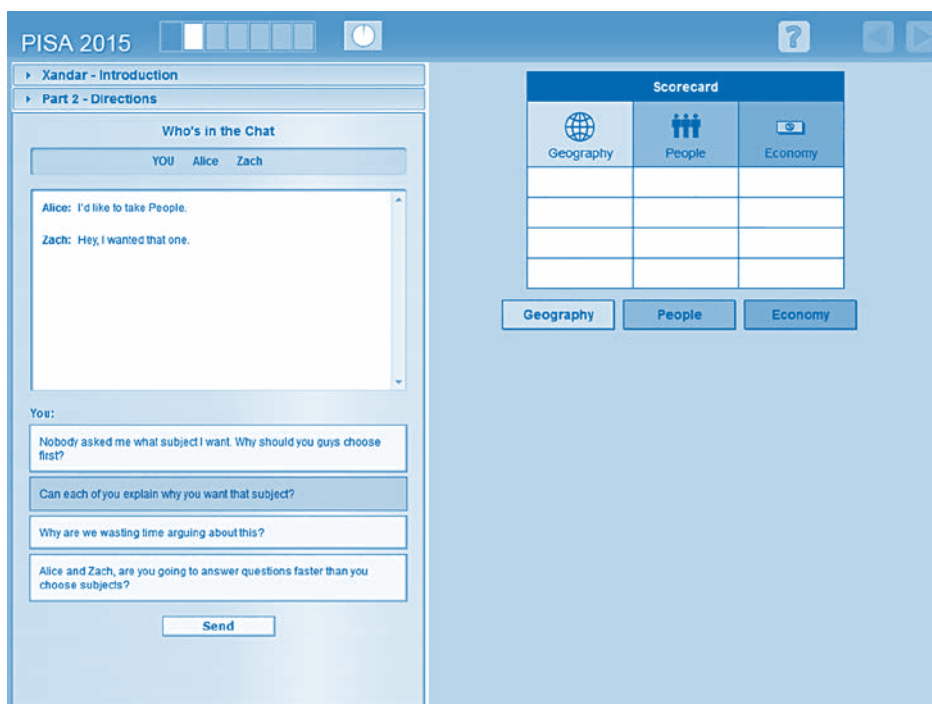 PISA 2015
?
Xandar - Introduction
Part 2 - Directions
Who's in the Chat
YOU Alice Zach
Alice: I'd like to take People.
Zach: Hey, I wanted that one.
You:
Nobody asked me what subject I want. Why should you guys choose
first?
Can each of you explain why you want that subject?
Why are we wasting time arguing about this?
Alice and Zach, are you going to answer questions faster than you
choose subjects?
Send
Scorecard
Geography People Economy
Geography People Economy